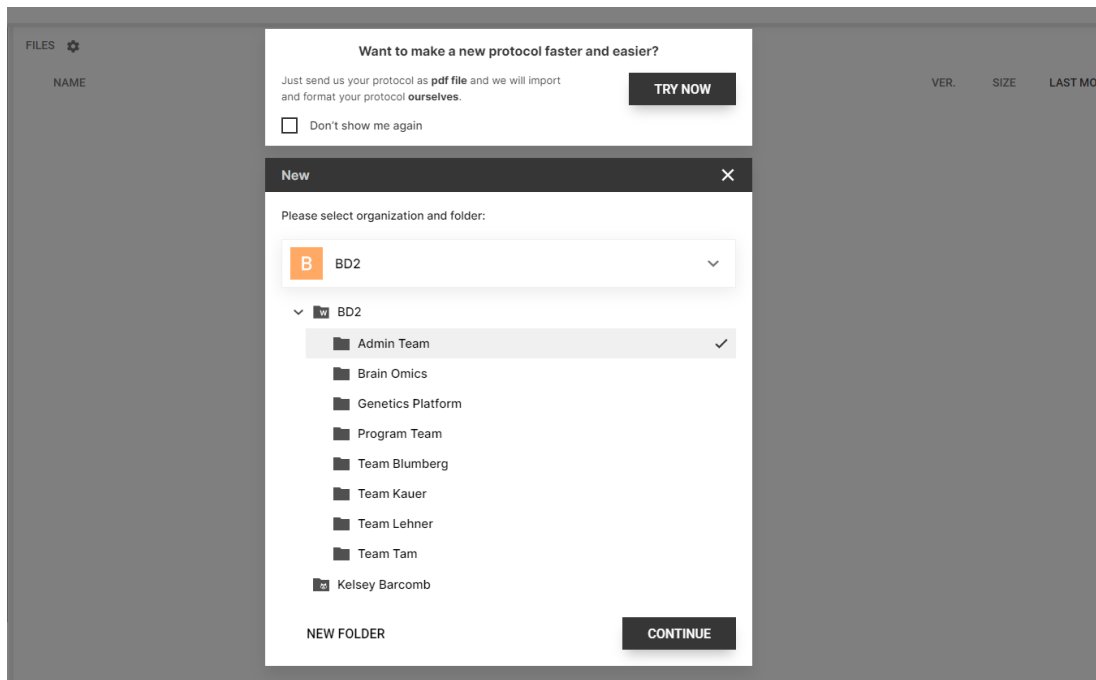 FILES
NAME
VER.
SIZE
LAST MO
Want to make a new protocol faster and easier?
Just send us your protocol as pdf file and we will import
and format your protocol ourselves.
TRY NOW
Don't show me again
New
Please select organization and folder:
B
BD2
W
BD2
Admin Team
Brain Omics
Genetics Platform
Program Team
Team Blumberg
Team Kauer
Team Lehner
Team Tam
Kelsey Barcomb
NEW FOLDER
CONTINUE